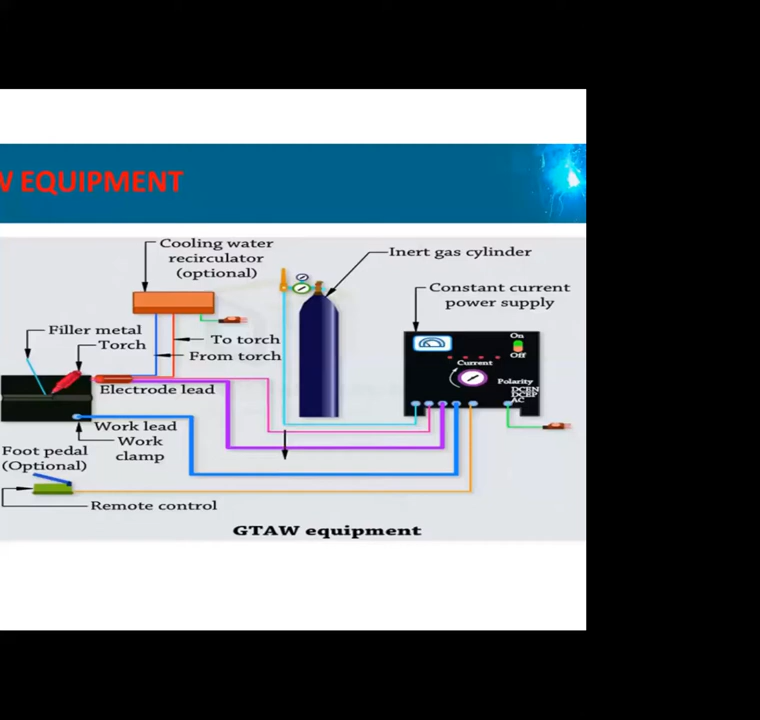 W EQUIPMENT
Cooling water
recirculator
(optional)
Inert gas cylinder
Constant current
power supply
Filler metal
Torch
To torch
From torch
On
Off
Current
Polarity
DCEN
DCEP
AC
Electrode lead
Work lead
Work
clamp
Foot pedal
(Optional)
Remote control
GTAW equipment